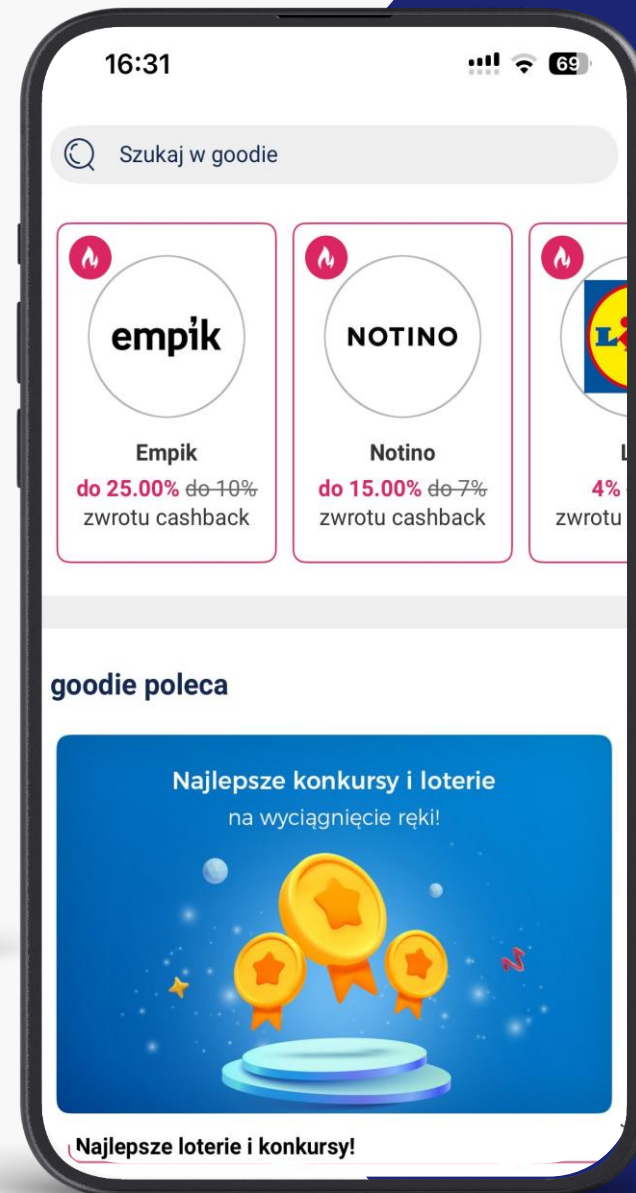 16:31
69
Szukaj w goodie
empik
NOTINO
L
Empik
Notino
L
do 25.00% do 10%
do 15.00% do 7%
4%
zwrotu cashback
zwrotu cashback
zwrotu
goodie poleca
Najlepsze konkursy i loterie
na wyciągnięcie ręki!
Najlepsze loterie i konkursy!